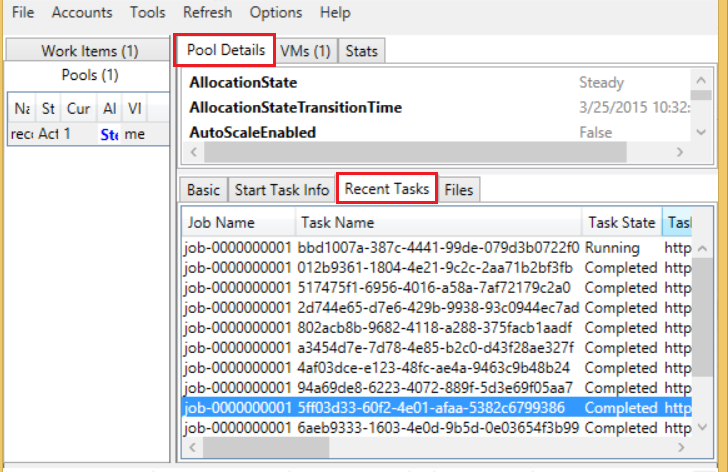 File Accounts Tools Refresh Options Help
Work Items (1)
Pools (1)
Na St Cur Al VI
rec Act 1 Ste me
Pool Details VMs (1) Stats
AllocationState Steady
AllocationStateTransitionTime 3/25/2015 10:32:
AutoScaleEnabled False
Basic Start Task Info Recent Tasks Files
Job Name Task Name Task State Tas
job-0000000001 bbd1007a-387c-4441-99de-079d3b0722f0 Running http
job-0000000001 012b9361-1804-4e21-9c2c-2aa71b2bf3fb Completed http
job-0000000001 517475f1-6956-4016-a58a-7af72179c2a0 Completed http
job-0000000001 2d744e65-d7e6-429b-9938-93c0944ec7ad Completed http
job-0000000001 802acb8b-9682-4118-a288-375facb1aadf Completed http
job-0000000001 a3454d7e-7d78-4e85-b2c0-d43f28ae327f Completed http
job-0000000001 4af03dce-e123-48fc-ae4a-9463c9b48b24 Completed http
job-0000000001 94a69de8-6223-4072-889f-5d3e69f05aa7 Completed http
job-0000000001 5ff03d33-60f2-4e01-afaa-5382c6799386 Completed http
job-0000000001 6aeb9333-1603-4e0d-9b5d-0e03654f3b99 Completed http